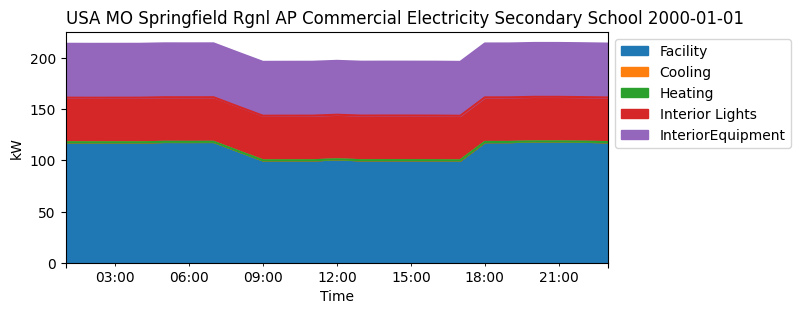 USA MO Springfield Rgnl AP Commercial Electricity Secondary School 2000-01-01
kW
200
150
100
50
0
03:00 06:00 09:00 12:00 15:00 18:00 21:00
Time
Facility
Cooling
Heating
Interior Lights
InteriorEquipment